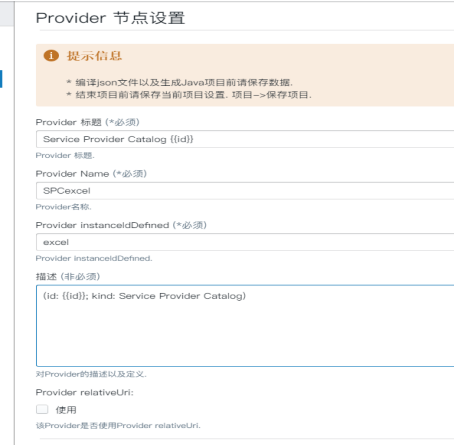 Provider 节点设置
提示信息
* 编译json文件以及生成Java项目前请保存数据.
* 结束项目前请保存当前项目设置. 项目->保存项目.
Provider 标题 (*必须)
Service Provider Catalog {{id}}
Provider 标题.
Provider Name (*必须)
SPCexcel
Provider名称.
Provider instanceIdDefined (*必须)
excel
Provider instanceIdDefined.
描述 (非必须)
(id: {{id}}; kind: Service Provider Catalog)
对Provider的描述以及定义.
Provider relativeUri:
使用
该Provider是否使用Provider relativeUri.